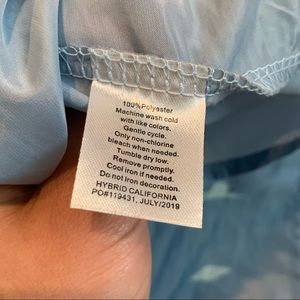 100%Polyester
Machine wash cold
with like colors.
Gentle cycle.
Only non-chlorine
bleach when needed.
Tumble dry low.
Remove promptly.
Cool Iron if needed.
Do not Iron decoration.
HYBRID CALIFORNIA
PO#119431, JULY/2019